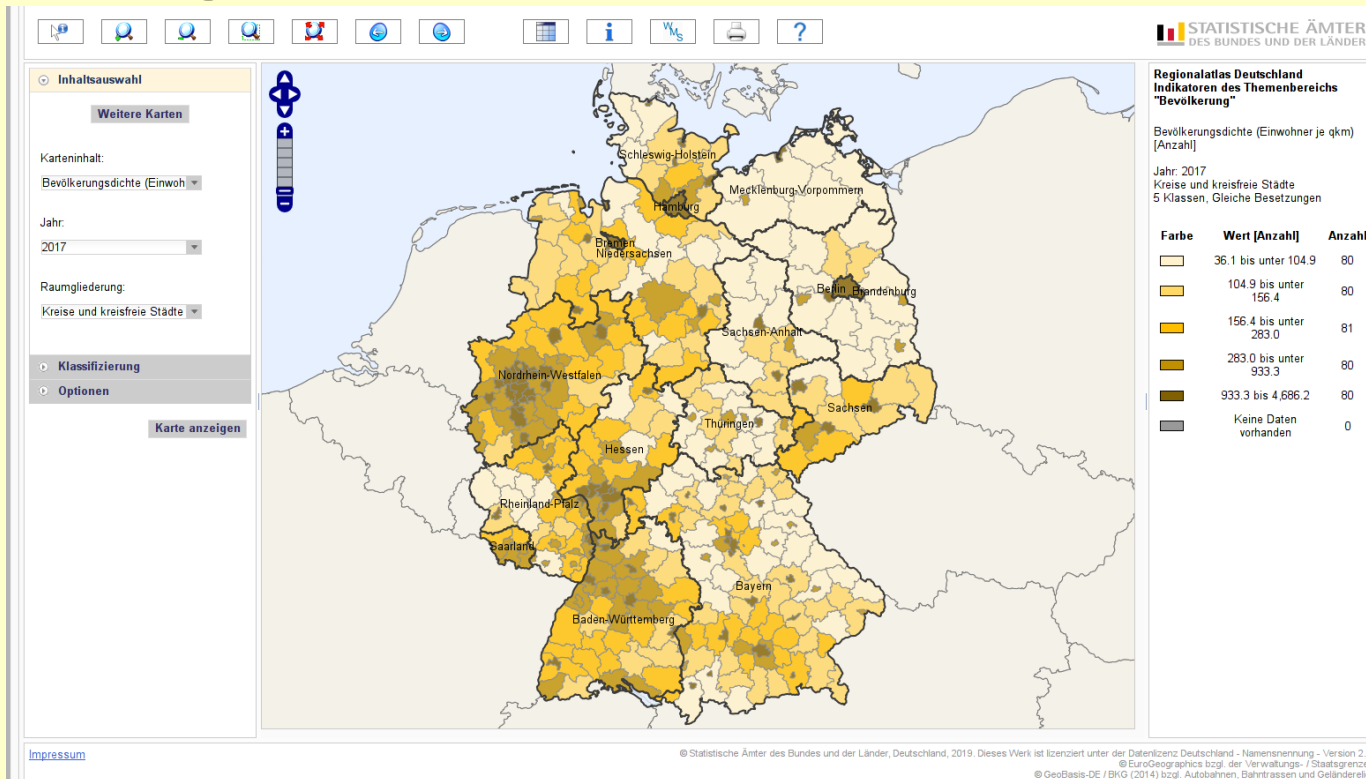 STATISTISCHE ÄMTER
DES BUNDES UND DER LÄNDER
i
WMS
?
Inhaltsauswahl
Weitere Karten
Karteninhalt:
Bevölkerungsdichte (Einwoh
Jahr:
2017
Raumgliederung:
Kreise und kreisfreie Städte
Klassifizierung
Optionen
Karte anzeigen
Schleswig-Holstein
Mecklenburg-Vorpommern
Hamburg
Bremen
Niedersachsen
Berlin
Brandenburg
Sachsen-Anhalt
Nordrhein-Westfalen
Sachsen
Thüringen
Hessen
Rheinland-Pfalz
Saarland
Bayern
Baden-Württemberg
Regionalatlas Deutschland
Indikatoren des Themenbereichs
"Bevölkerung"
Bevölkerungsdichte (Einwohner je qkm)
[Anzahl]
Jahr: 2017
Kreise und kreisfreie Städte
5 Klassen, Gleiche Besetzungen
Farbe Wert [Anzahl] Anzahl
36.1 bis unter 104.9 80
104.9 bis unter
156.4 80
156.4 bis unter
283.0 81
283.0 bis unter
933.3 80
933.3 bis 4,686.2 80
Keine Daten
vorhanden 0
Impressum
© Statistische Ämter des Bundes und der Länder, Deutschland, 2019. Dieses Werk ist lizenziert unter der Datenlizenz Deutschland - Namensnennung - Version 2.
© EuroGeographics bzgl. der Verwaltungs- / Staatsgrenze
© GeoBasis-DE / BKG (2014) bzgl. Autobahnen, Bahntrassen und Geländereli